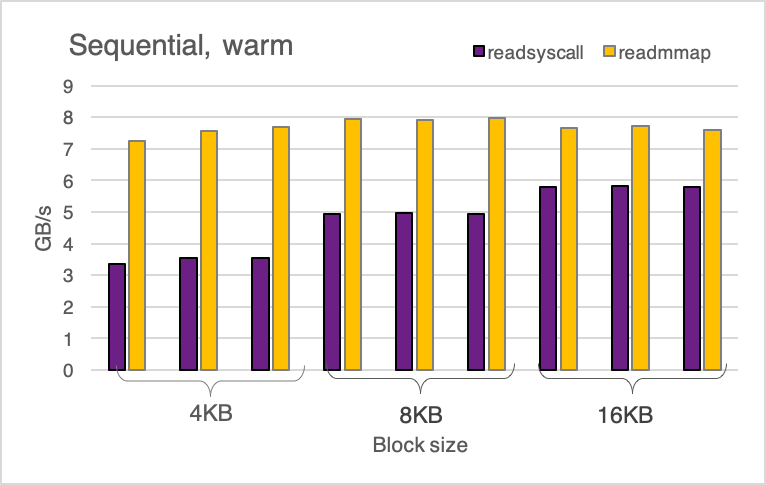 Sequential, warm
readsyscall
readmmap
9
8
7
6
5
4
3
2
1
0
GB/s
4KB
8KB
16KB
Block size